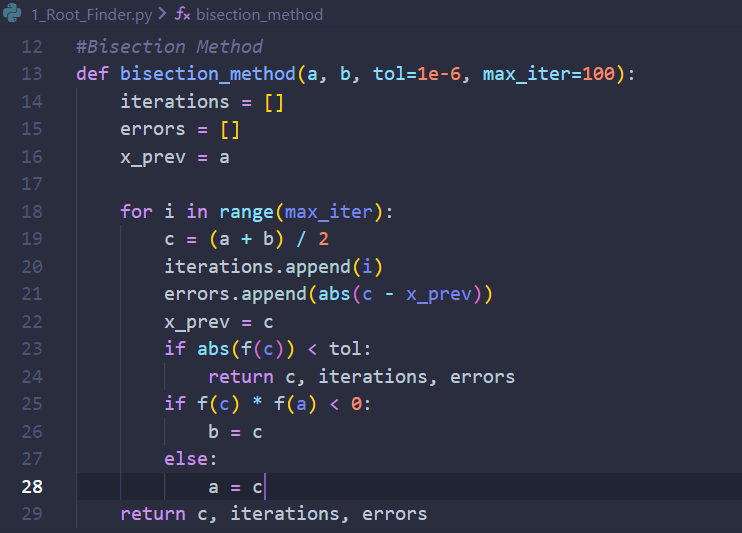 1_Root_Finder.py > fx bisection_method
12 #Bisection Method
13 def bisection_method(a, b, tol=1e-6, max_iter=100):
14     iterations = []
15     errors = []
16     x_prev = a
17
18     for i in range(max_iter):
19         c = (a + b) / 2
20         iterations.append(i)
21         errors.append(abs(c - x_prev))
22         x_prev = c
23         if abs(f(c)) < tol:
24             return c, iterations, errors
25         if f(c) * f(a) < 0:
26             b = c
27         else:
28             a = c
29     return c, iterations, errors